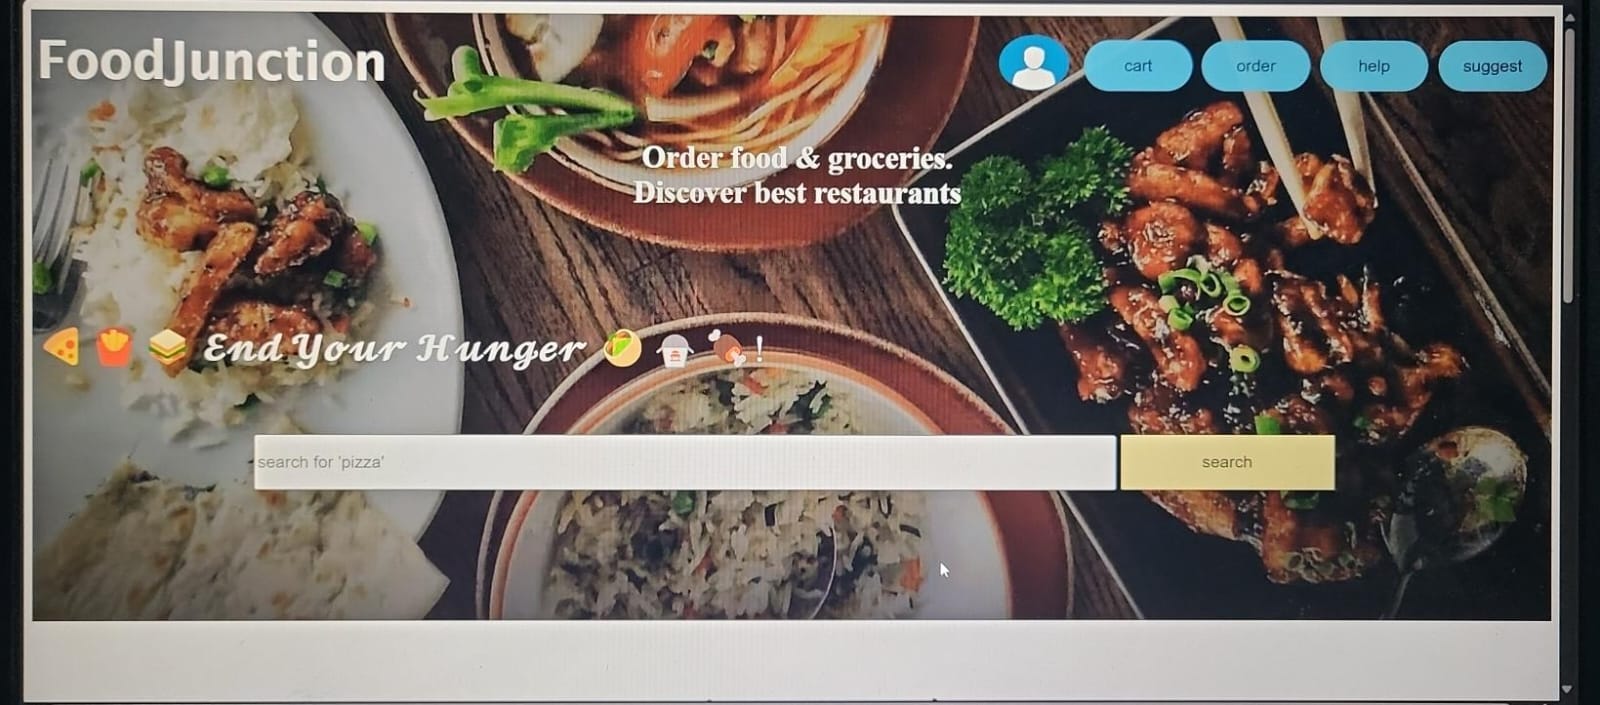 FoodJunction
cart
order
help
suggest
Order food & groceries.
Discover best restaurants
🍕 🍟 🥪 End Your Hunger 🥙 🥡 🍖 !
search for 'pizza'
search